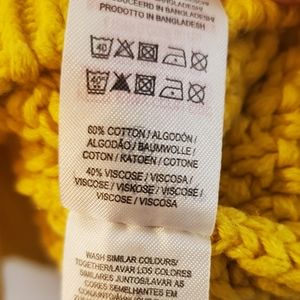 PRODUCED IN BANGLADESH/
PRODOTTO IN BANGLADESH
40
40
60% COTTON / ALGODÓN /
ALGODÃO / BAUMWOLLE /
COTON / KATOEN / COTONE
40% VISCOSE / VISCOSA /
VISCOSE / VISKOSE / VISCOSE /
VISCOSE / VISCOSA
WASH SIMILAR COLOURS/
TOGETHER/LAVAR LOS COLORES
SIMILARES JUNTOS/LAVAR AS
CORES SEMELHANTES EM